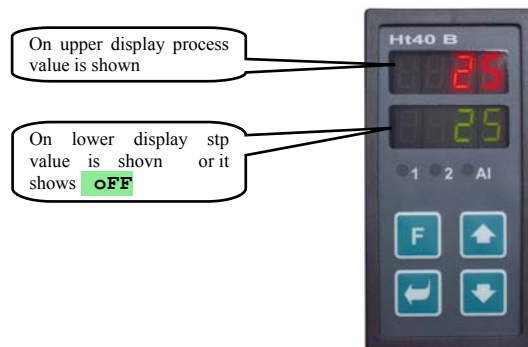 On upper display process
value is shown
On lower display stp
value is shovn or it
shows oFF
Ht40 B
25
25
1 2 Al
F